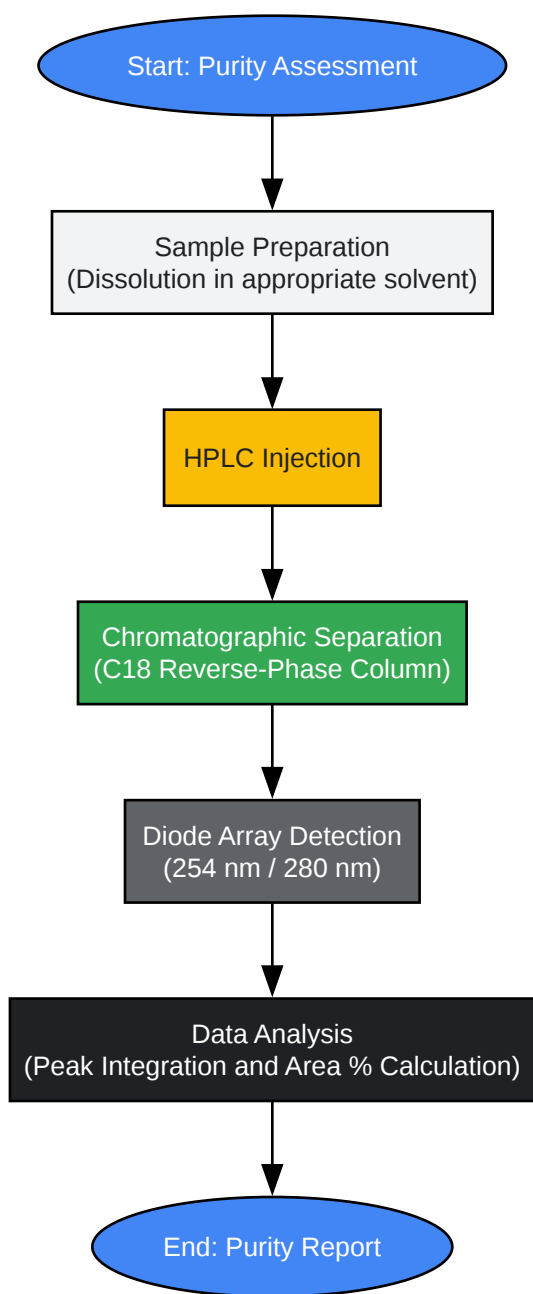 Start: Purity Assessment
Sample Preparation
(Dissolution in appropriate solvent)
HPLC Injection
Chromatographic Separation
(C18 Reverse-Phase Column)
Diode Array Detection
(254 nm / 280 nm)
Data Analysis
(Peak Integration and Area % Calculation)
End: Purity Report